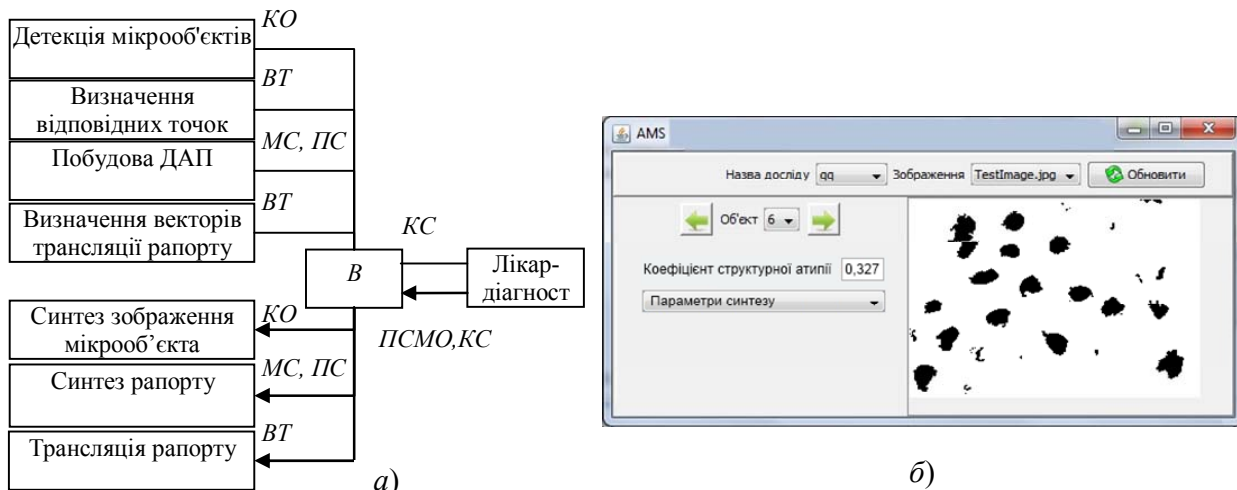 Детекція мікрооб'єктів
КО
Визначення
відповідних точок
ВТ
Побудова ДАП
МС, ПС
Визначення векторів
трансляції рапорту
ВТ
В
КС
Лікар-
діагност
ПСМО,КС
Синтез зображення
мікрооб’єкта
КО
Синтез рапорту
МС, ПС
Трансляція рапорту
ВТ
а)
AMS
Назва досліду qq Зображення TestImage.jpg Обновити
Об'єкт 6
Коефіцієнт структурної атипії 0,327
Параметри синтезу
б)